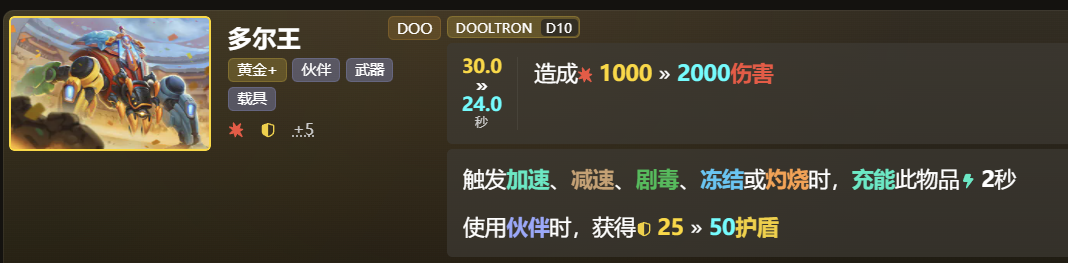 多尔王
DOO
黄金+ 伙伴 武器
载具
+5
DOOLTRON D10
30.0
»
24.0
秒
造成 1000 » 2000伤害
触发加速、减速、剧毒、冻结或灼烧时，充能此物品 2秒
使用伙伴时，获得 25 » 50护盾